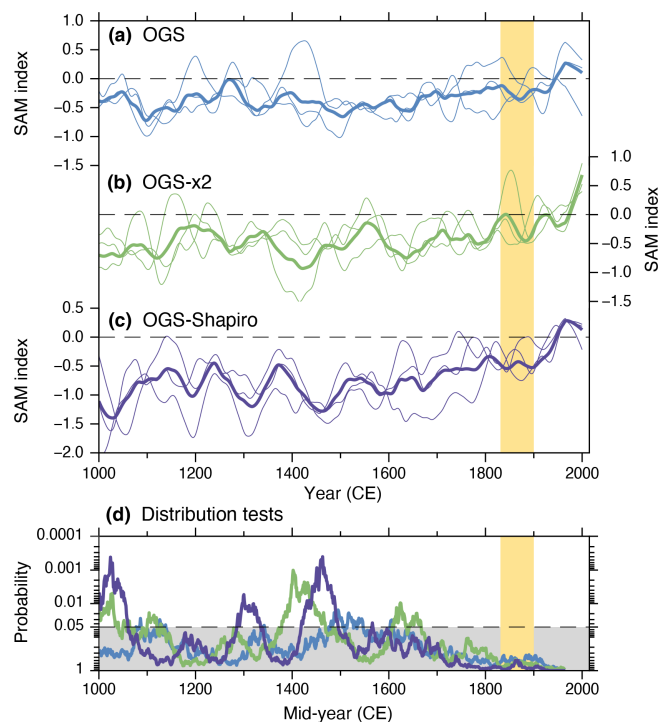 1.0
(a) OGS
0.5
0.0
-0.5
-1.0
-1.5
SAM index
(b) OGS-x2
1.0
0.5
0.0
-0.5
-1.0
-1.5
SAM index
0.5
(c) OGS-Shapiro
0.0
-0.5
-1.0
-1.5
-2.0
SAM index
1000 1200 1400 1600 1800 2000
Year (CE)
(d) Distribution tests
0.0001
0.001
0.01
0.05
1
Probability
1000 1200 1400 1600 1800 2000
Mid-year (CE)